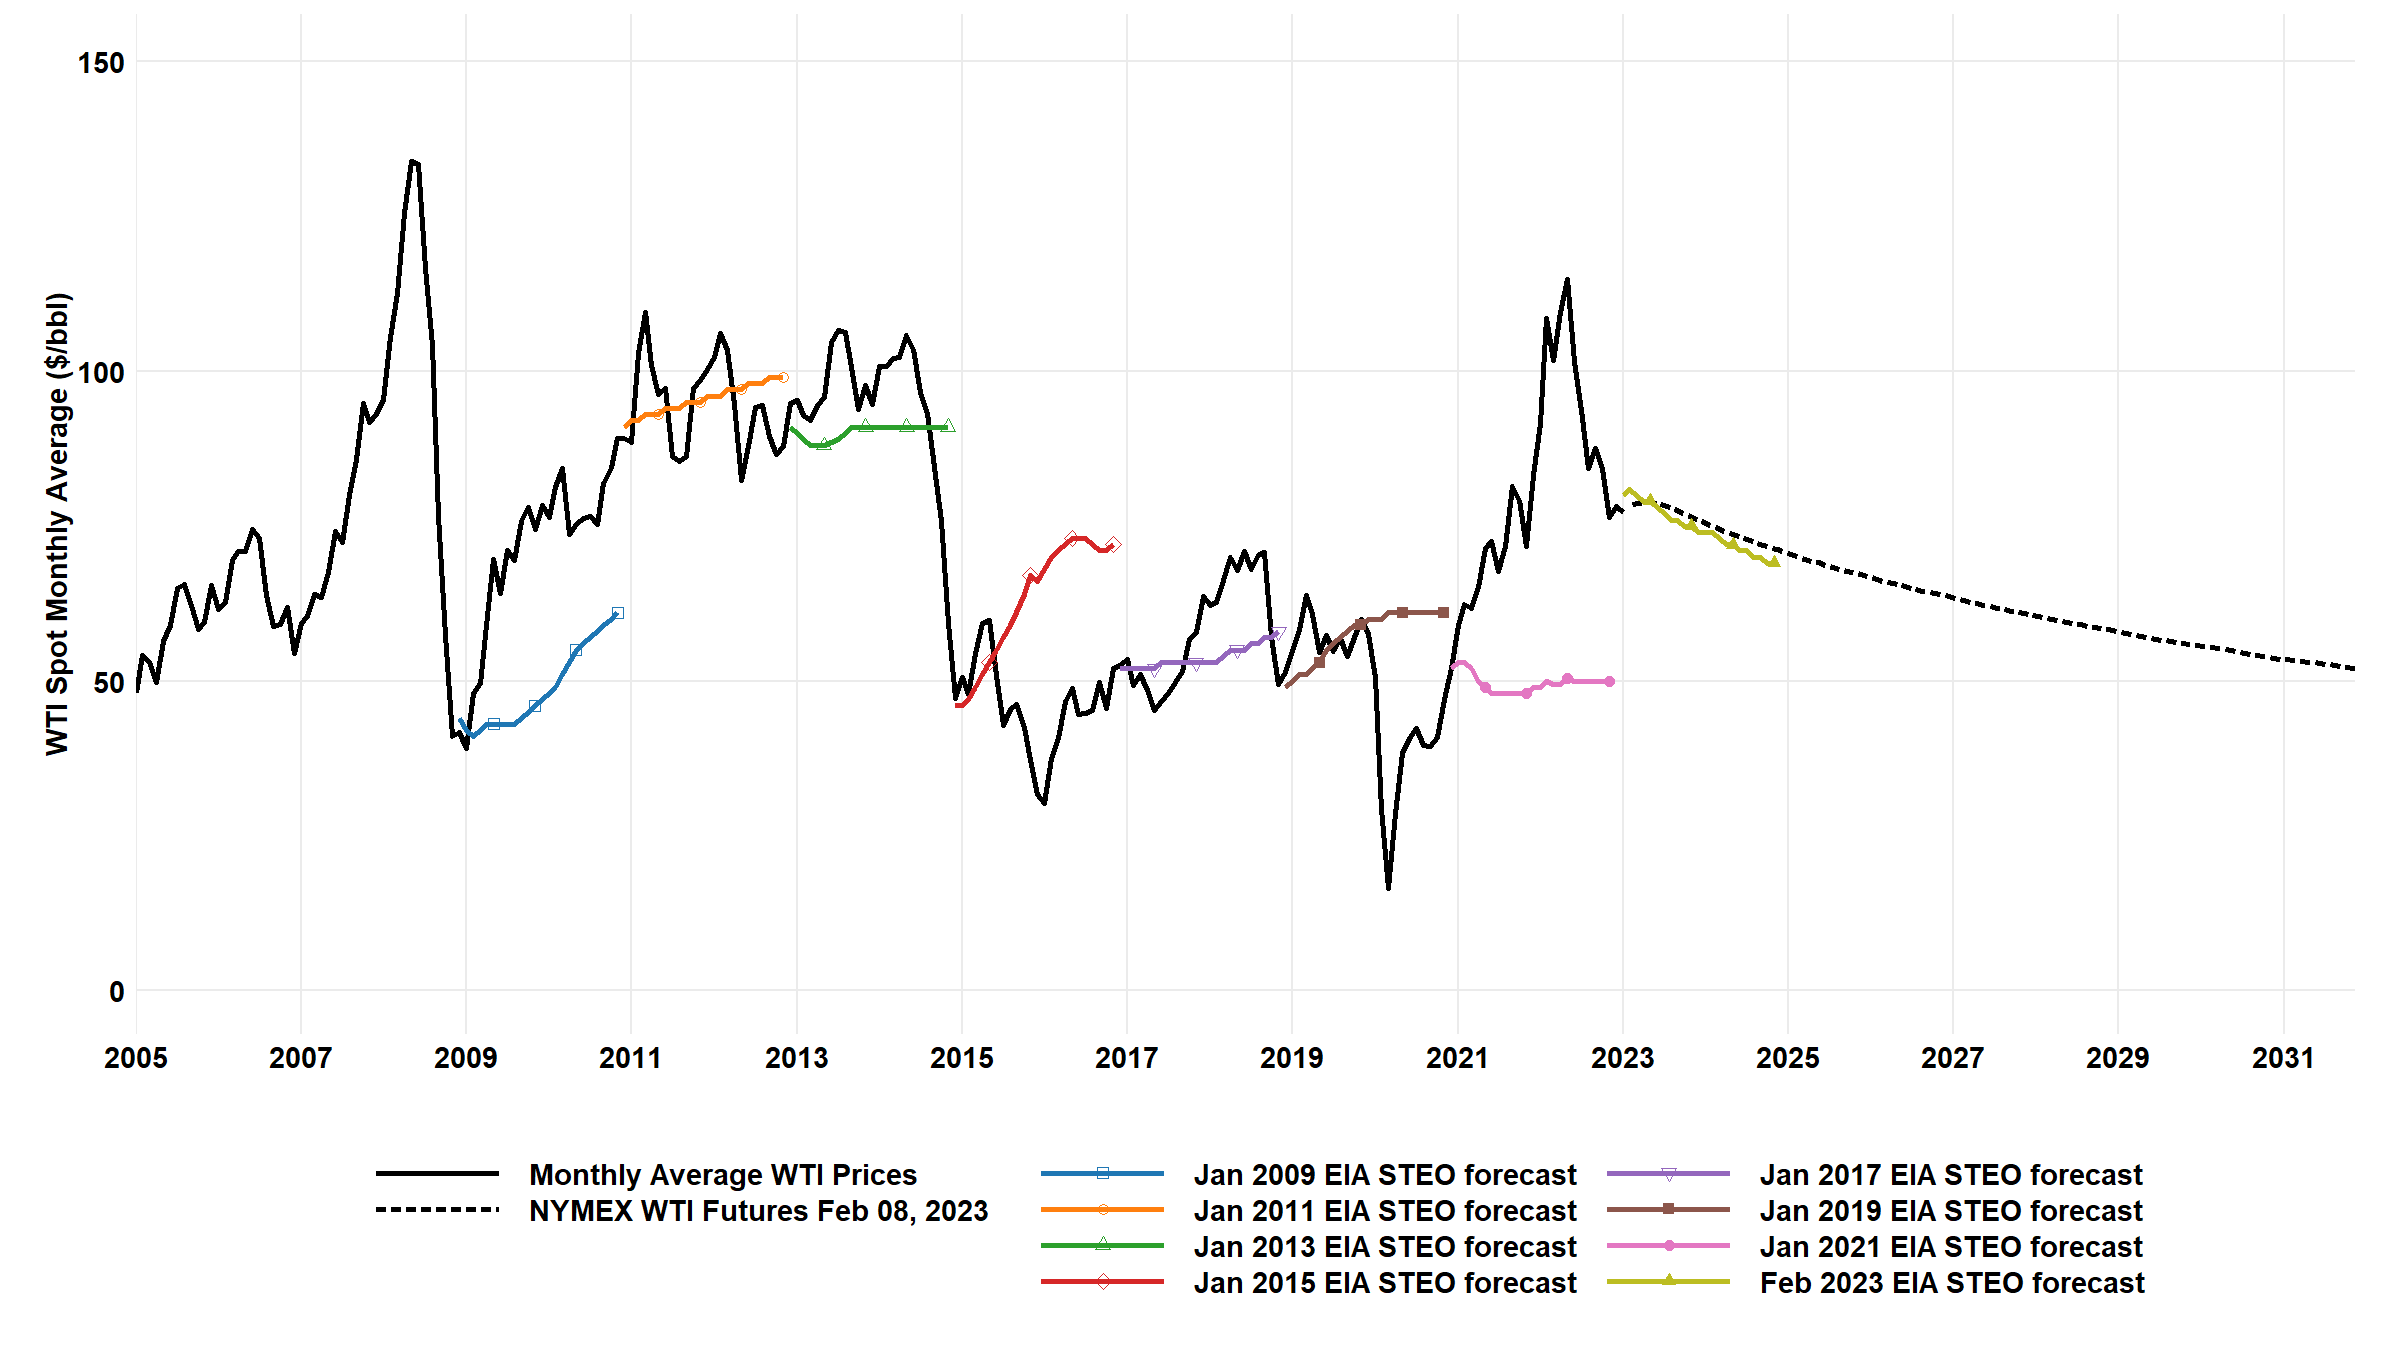 WTI Spot Monthly Average ($/bbl)
150
100
50
0
2005 2007 2009 2011 2013 2015 2017 2019 2021 2023 2025 2027 2029 2031
Monthly Average WTI Prices
NYMEX WTI Futures Feb 08, 2023
Jan 2009 EIA STEO forecast
Jan 2011 EIA STEO forecast
Jan 2013 EIA STEO forecast
Jan 2015 EIA STEO forecast
Jan 2017 EIA STEO forecast
Jan 2019 EIA STEO forecast
Jan 2021 EIA STEO forecast
Feb 2023 EIA STEO forecast